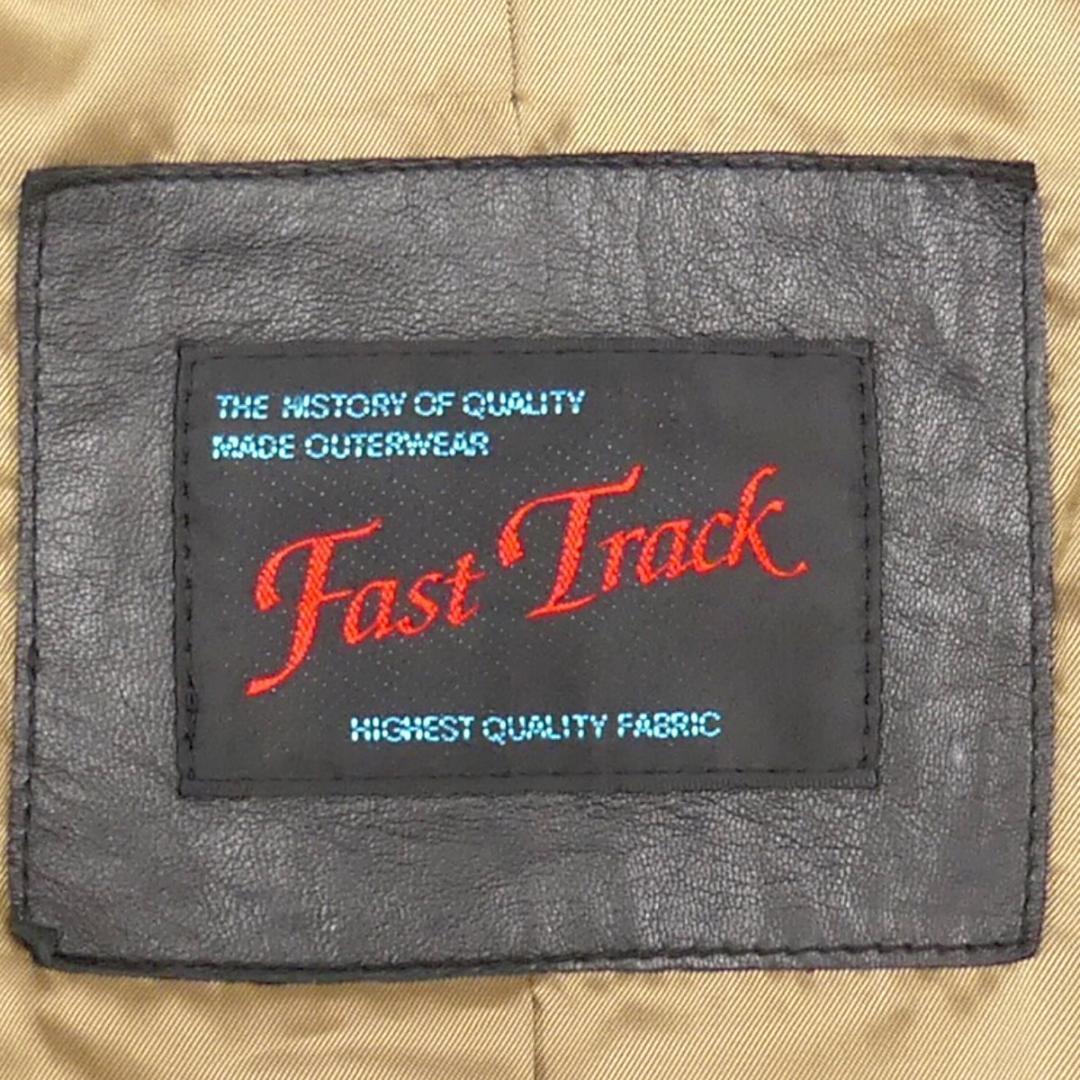 THE HISTORY OF QUALITY
MADE OUTERWEAR
Fast Track
HIGHEST QUALITY FABRIC